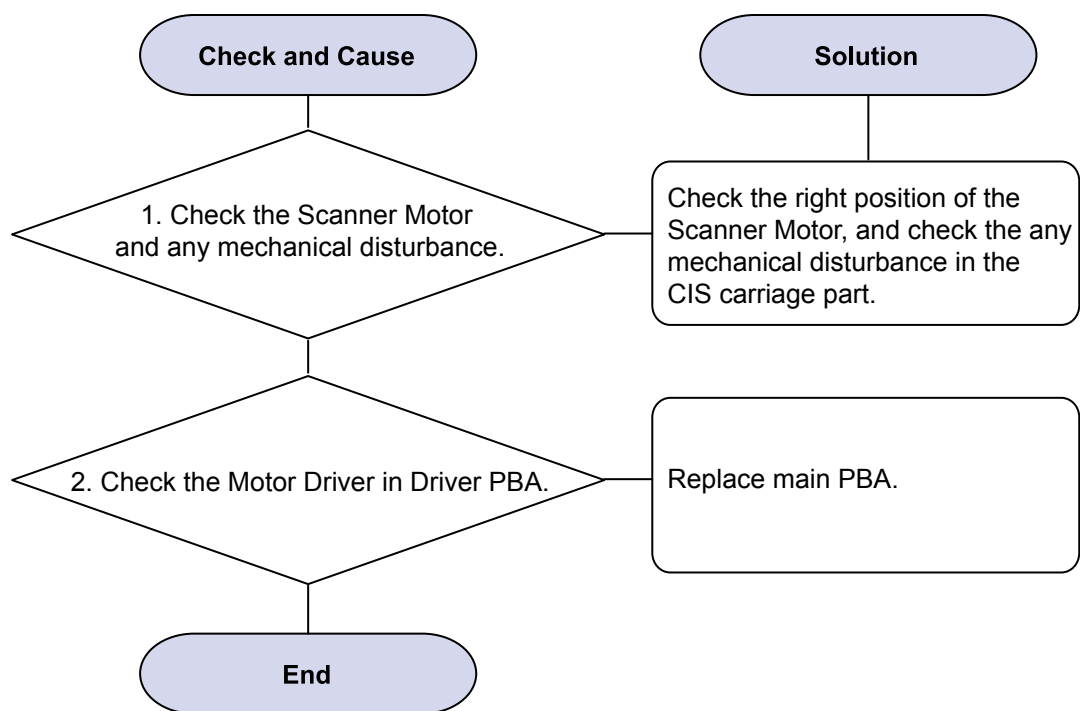 Check and Cause
Solution
1. Check the Scanner Motor
and any mechanical disturbance.
Check the right position of the
Scanner Motor, and check the any
mechanical disturbance in the
CIS carriage part.
2. Check the Motor Driver in Driver PBA.
Replace main PBA.
End